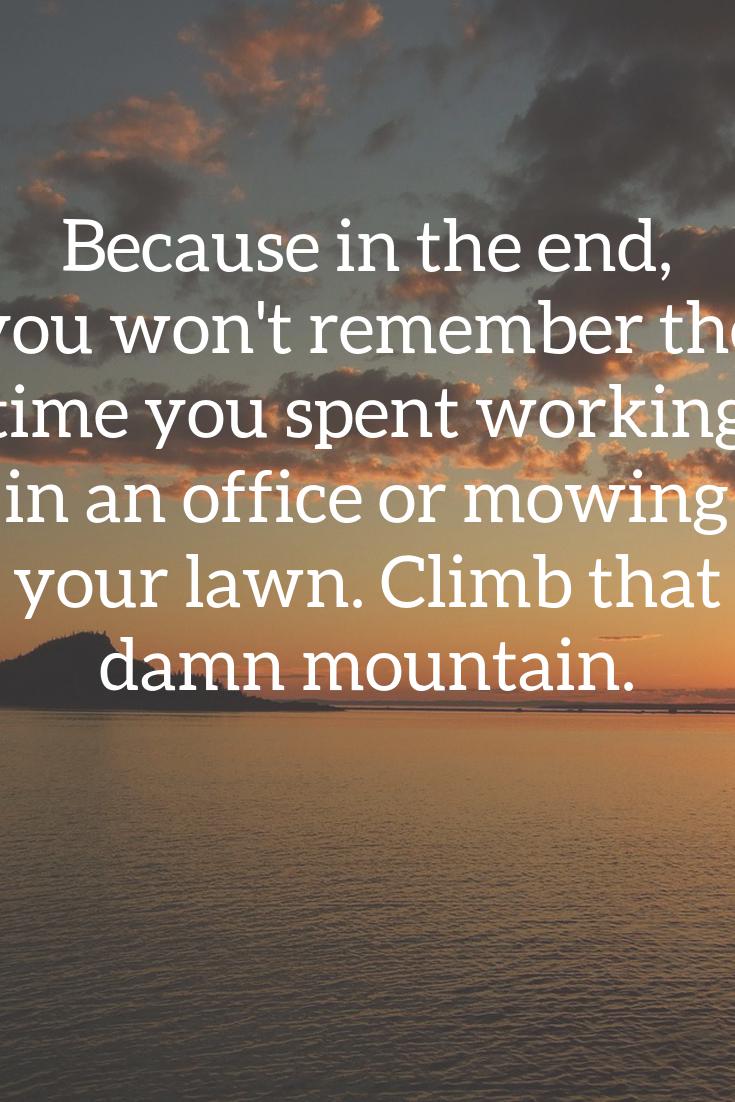 Because in the end,
you won't remember the
time you spent working
in an office or mowing
your lawn. Climb that
damn mountain.